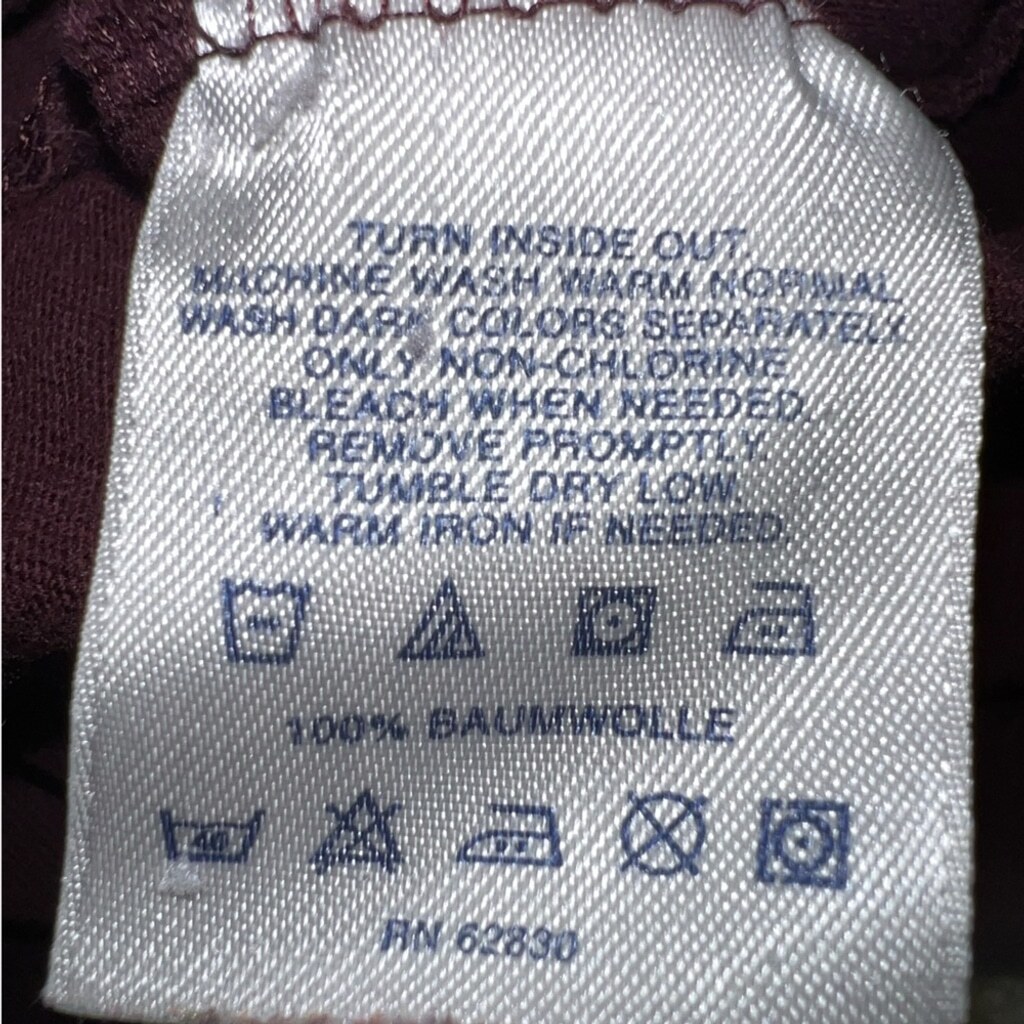 TURN INSIDE OUT.
MACHINE WASH WARM NORMAL
WASH DARK COLORS SEPARATELY.
ONLY NON-CHLORINE
BLEACH WHEN NEEDED.
REMOVE PROMPTLY
TUMBLE DRY LOW
WARM IRON IF NEEDED.
100% BAUMWOLLE
40
RN 62830